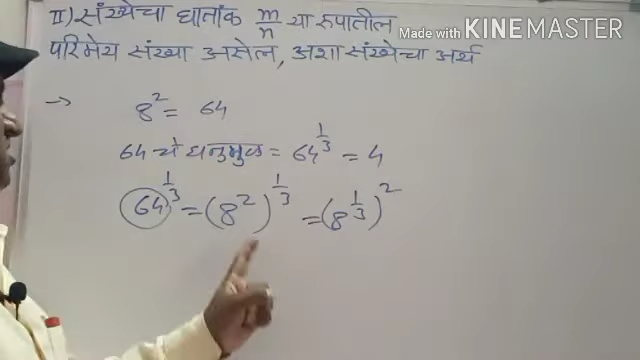 II) संख्येचा घातांक m/n या रुपातील
Made with KINEMASTER
परिमेय संख्या असेल, अशा संख्येचा अर्थ
→ 8² = 64
64 चे घनमुळ = 64^(1/3) = 4
64^(1/3) = (8²)^(1/3) = (8^(1/3))²